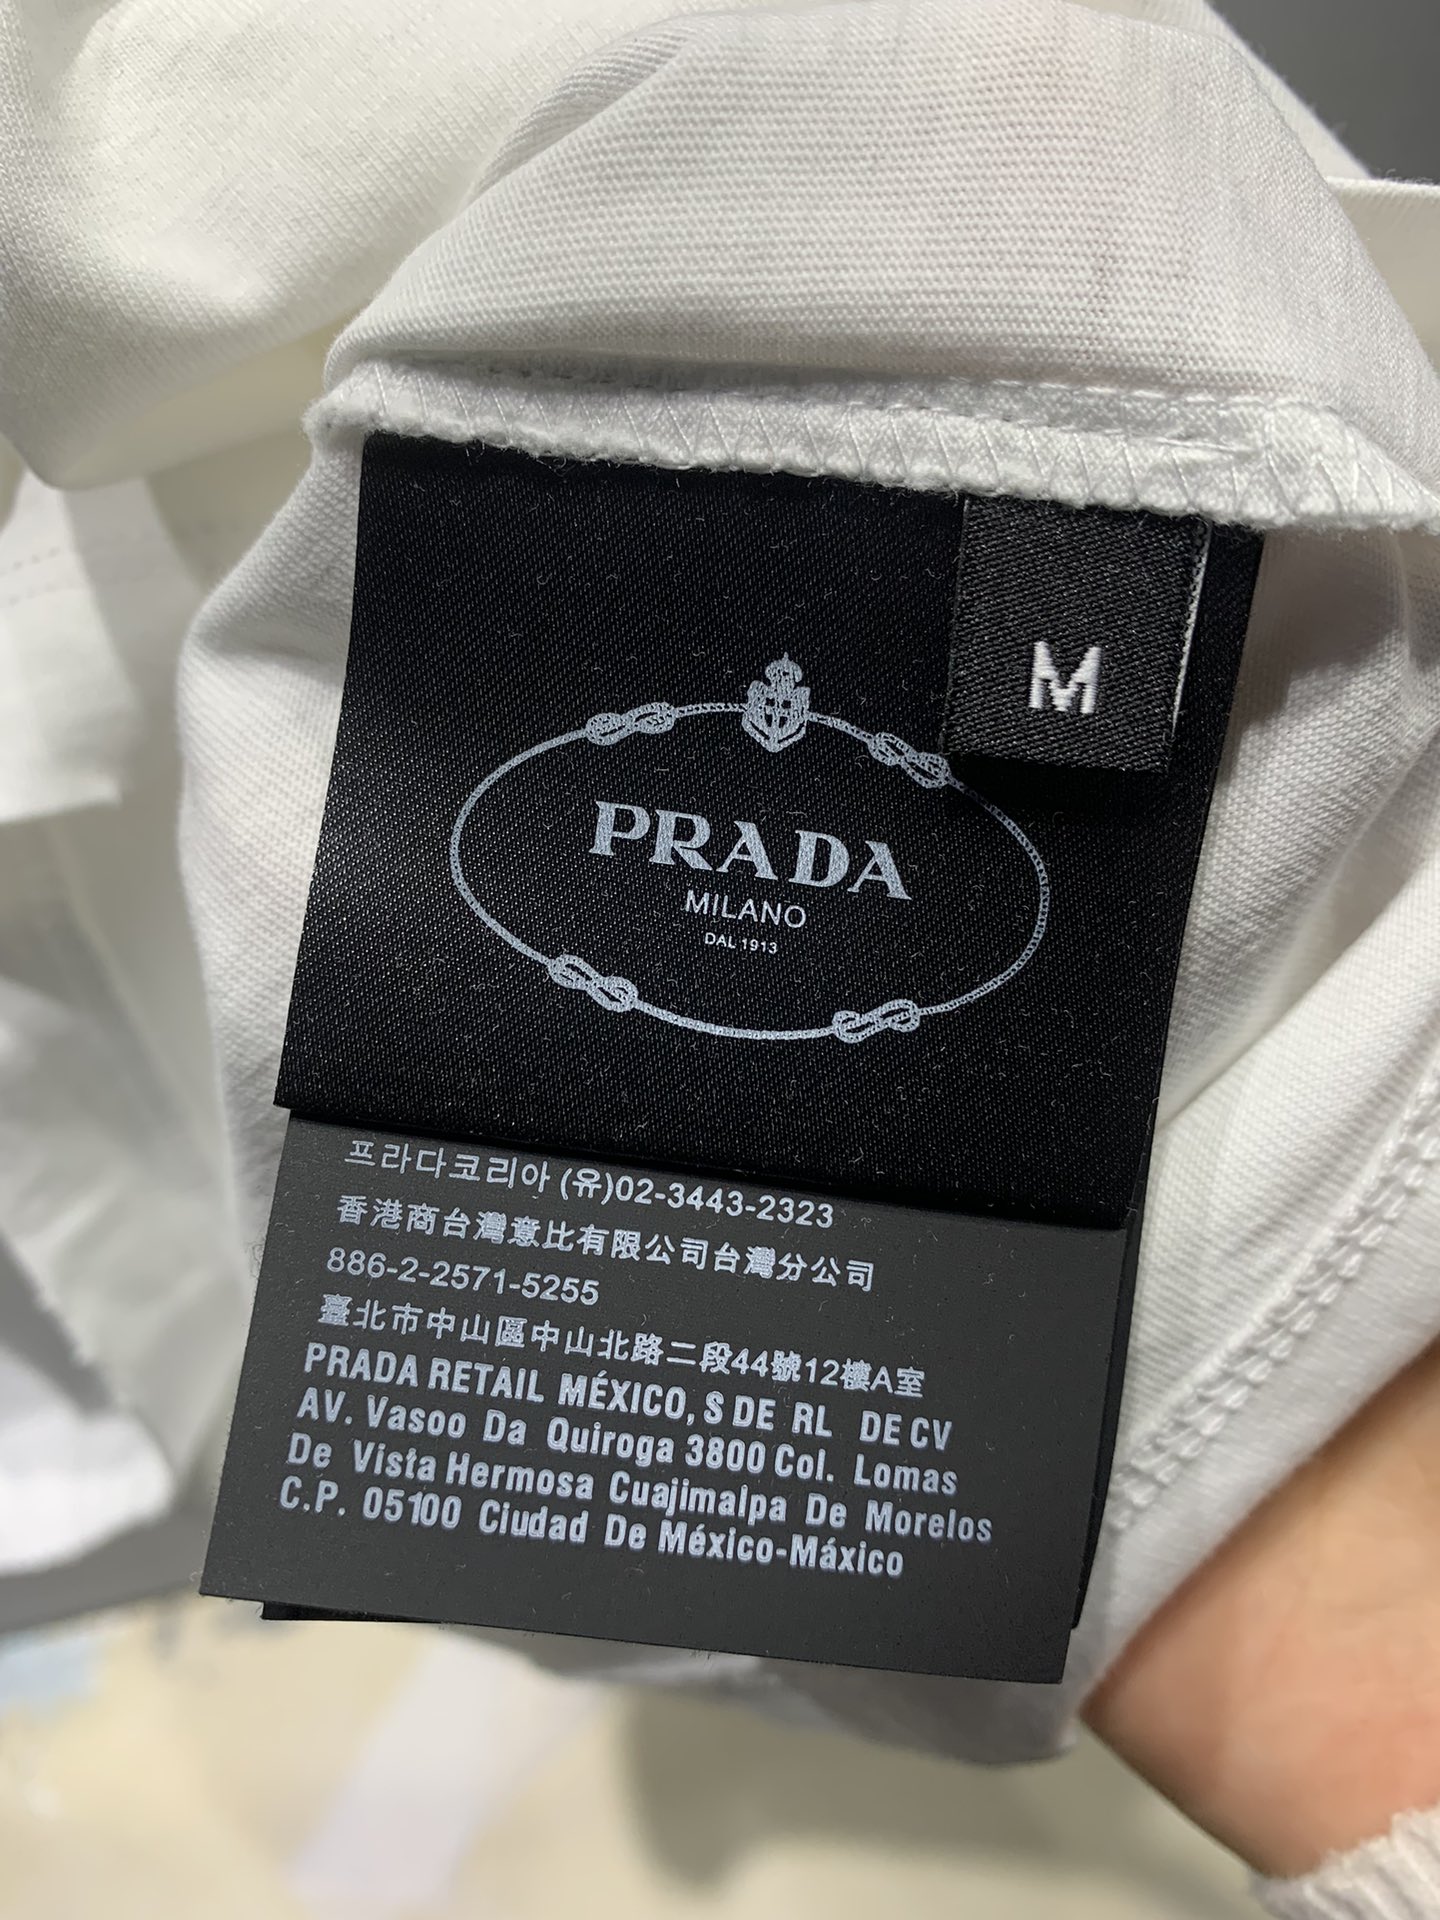 M
PRADA
MILANO
DAL 1913
프라다코리아 (유)02-3443-2323
香港商台灣意比有限公司台灣分公司
886-2-2571-5255
臺北市中山區中山北路二段44號12樓A室
PRADA RETAIL MÉXICO, S DE RL DE CV
AV. Vasoo Da Quiroga 3800 Col. Lomas
De Vista Hermosa Cuajimaipa De Morelos
C.P. 05100 Ciudad De México-Máxico